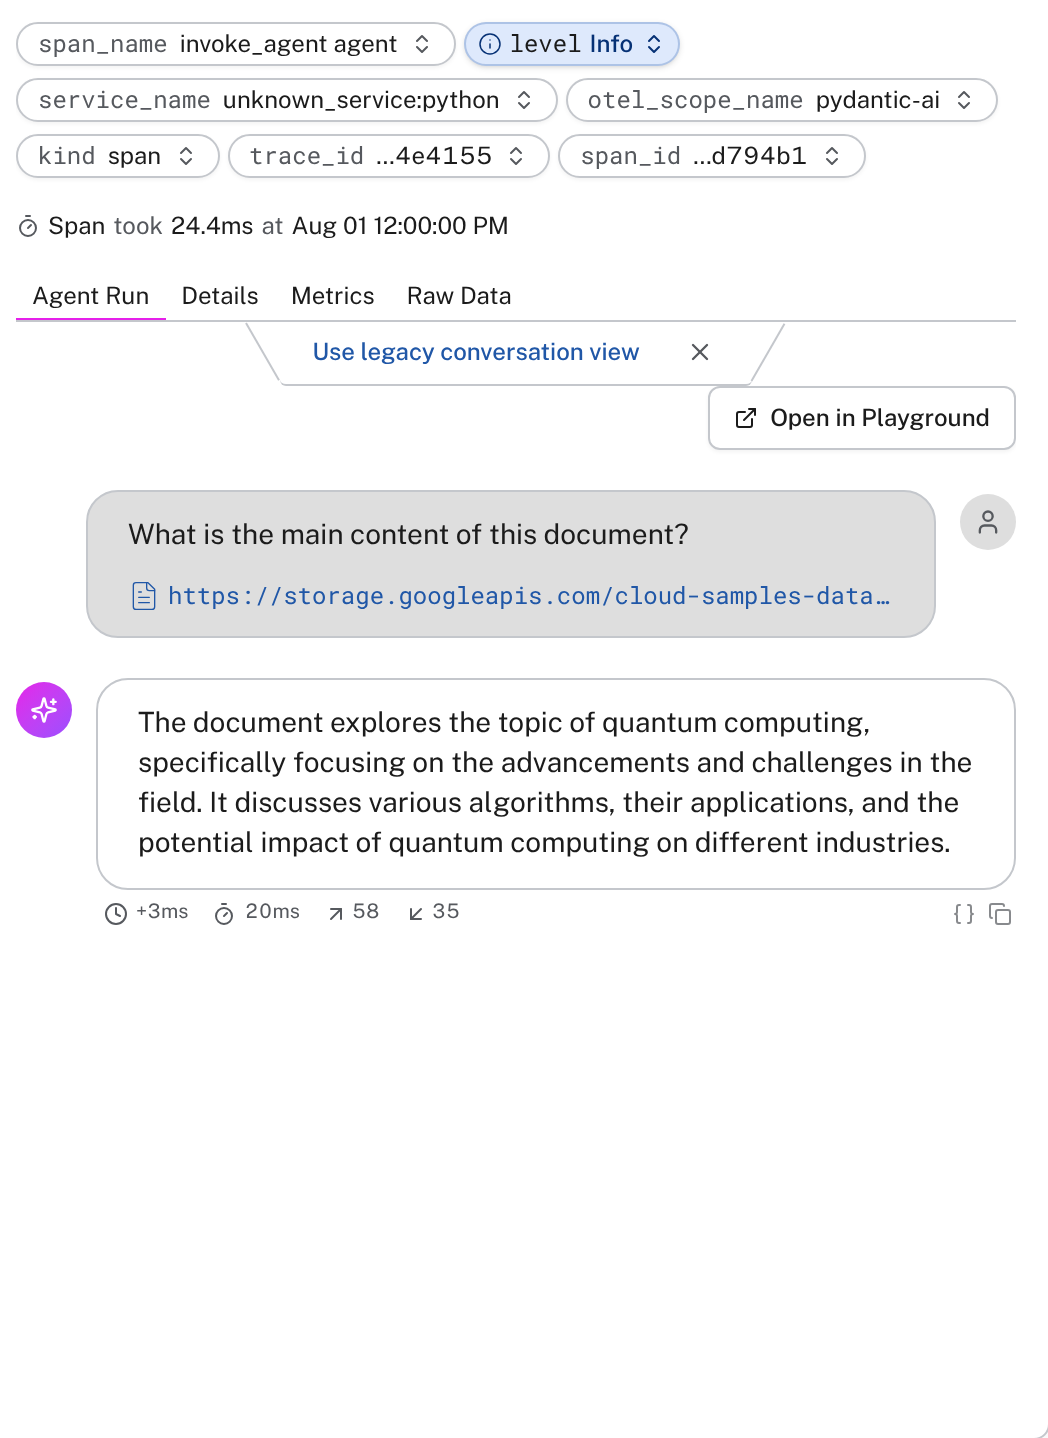 span_name invoke_agent agent level Info
service_name unknown_service:python otel_scope_name pydantic-ai
kind span trace_id ...4e4155 span_id ...d794b1
Span took 24.4ms at Aug 01 12:00:00 PM
Agent Run Details Metrics Raw Data
Use legacy conversation view
Open in Playground
What is the main content of this document?
https://storage.googleapis.com/cloud-samples-data…
The document explores the topic of quantum computing,
specifically focusing on the advancements and challenges in the
field. It discusses various algorithms, their applications, and the
potential impact of quantum computing on different industries.
+3ms 20ms 58 35 {}